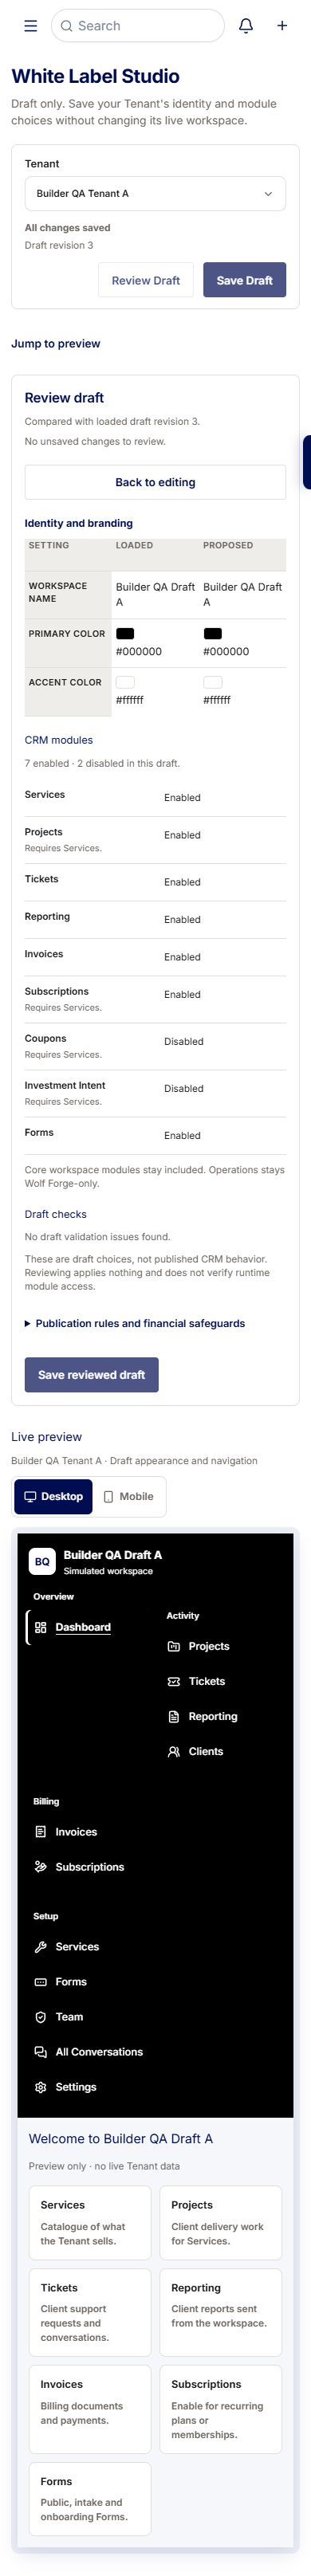 Search
White Label Studio
Draft only. Save your Tenant's identity and module
choices without changing its live workspace.
Tenant
Builder QA Tenant A
All changes saved
Draft revision 3
Review Draft
Save Draft
Jump to preview
Review draft
Compared with loaded draft revision 3.
No unsaved changes to review.
Back to editing
Identity and branding
SETTING LOADED PROPOSED
WORKSPACE NAME Builder QA Draft A Builder QA Draft A
PRIMARY COLOR #000000 #000000
ACCENT COLOR #ffffff #ffffff
CRM modules
7 enabled · 2 disabled in this draft.
Services Enabled
Projects Enabled
Requires Services.
Tickets Enabled
Reporting Enabled
Invoices Enabled
Subscriptions Enabled
Requires Services.
Coupons Disabled
Requires Services.
Investment Intent Disabled
Requires Services.
Forms Enabled
Core workspace modules stay included. Operations stays
Wolf Forge-only.
Draft checks
No draft validation issues found.
These are draft choices, not published CRM behavior.
Reviewing applies nothing and does not verify runtime
module access.
Publication rules and financial safeguards
Save reviewed draft
Live preview
Builder QA Tenant A · Draft appearance and navigation
Desktop
Mobile
BQ
Builder QA Draft A
Simulated workspace
Overview
Dashboard
Activity
Projects
Tickets
Reporting
Clients
Billing
Invoices
Subscriptions
Setup
Services
Forms
Team
All Conversations
Settings
Welcome to Builder QA Draft A
Preview only · no live Tenant data
Services
Catalogue of what
the Tenant sells.
Projects
Client delivery work
for Services.
Tickets
Client support
requests and
conversations.
Reporting
Client reports sent
from the workspace.
Invoices
Billing documents
and payments.
Subscriptions
Enable for recurring
plans or
memberships.
Forms
Public, intake and
onboarding Forms.